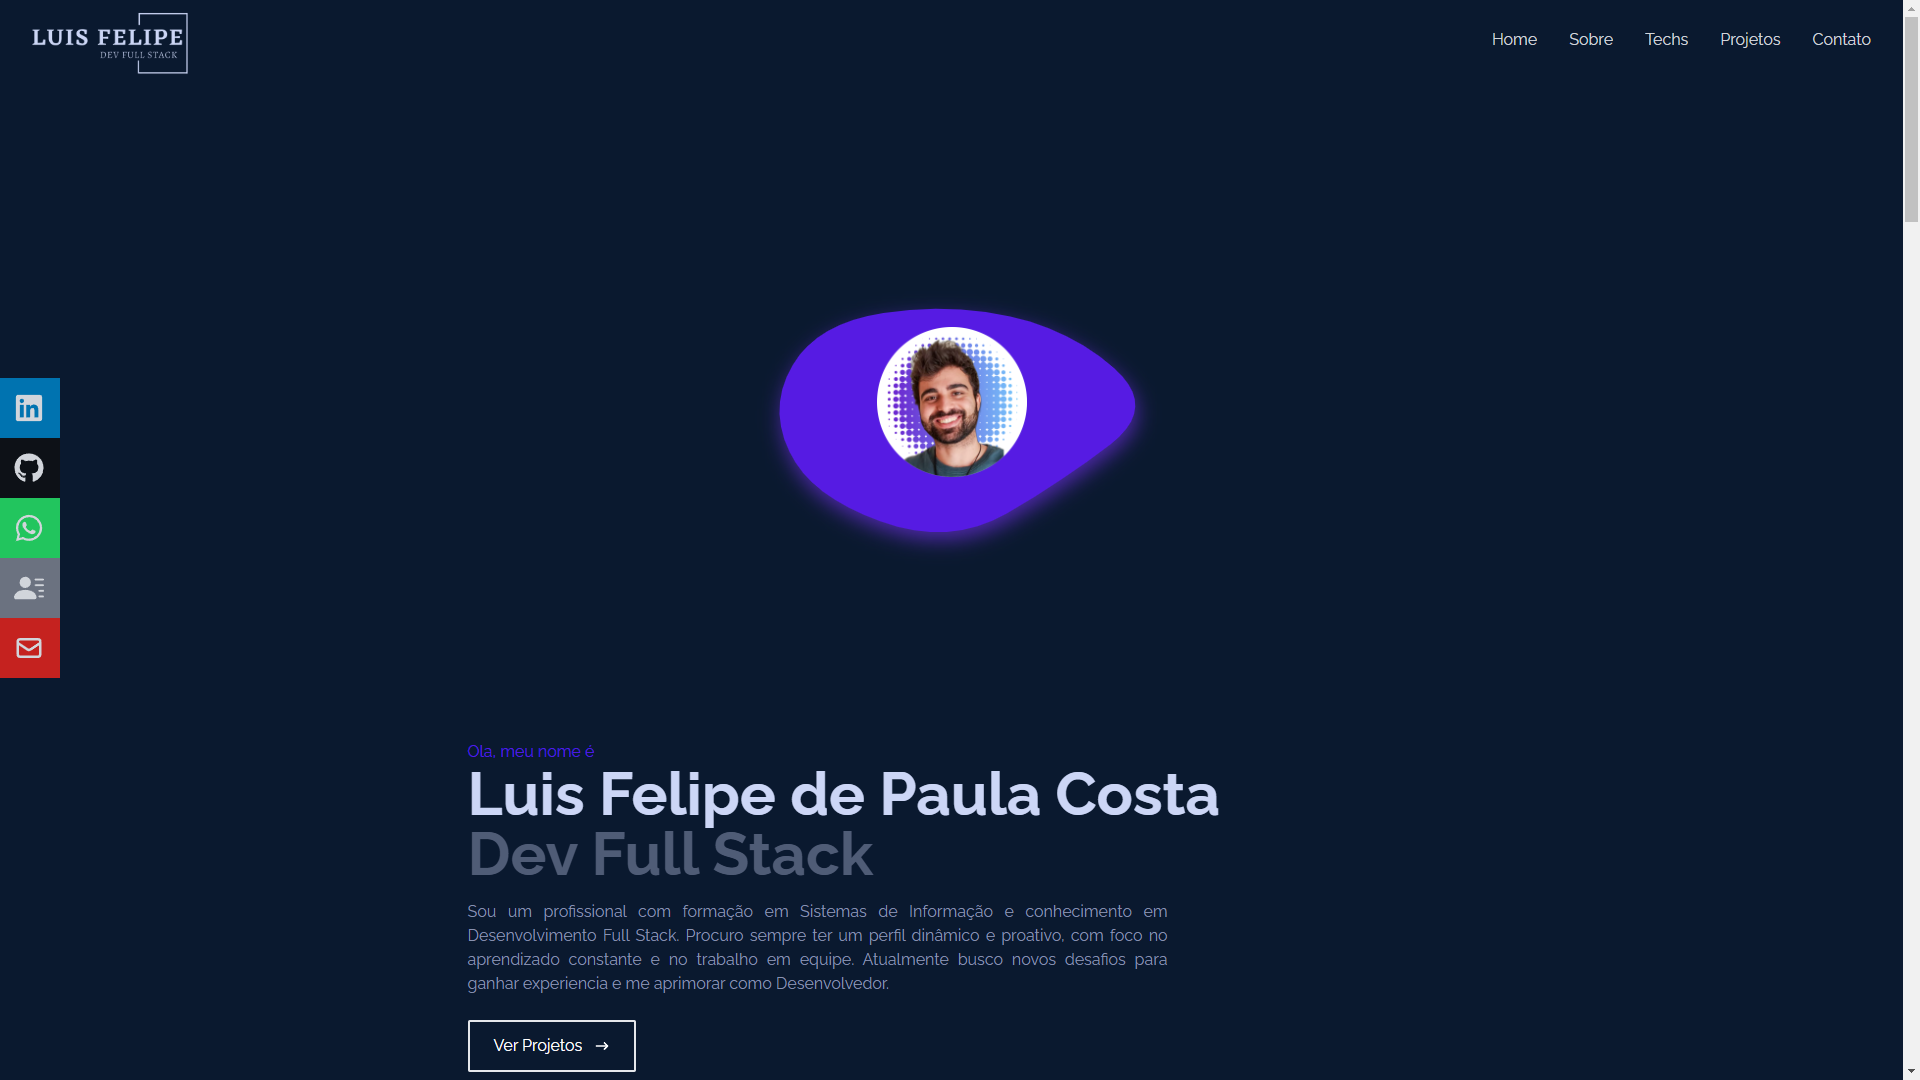 LUIS FELIPE
DEV FULL STACK
Home
Sobre
Techs
Projetos
Contato
in
Ola, meu nome é
Luis Felipe de Paula Costa
Dev Full Stack
Sou um profissional com formação em Sistemas de Informação e conhecimento em
Desenvolvimento Full Stack. Procuro sempre ter um perfil dinâmico e proativo, com foco no
aprendizado constante e no trabalho em equipe. Atualmente busco novos desafios para
ganhar experiencia e me aprimorar como Desenvolvedor.
Ver Projetos